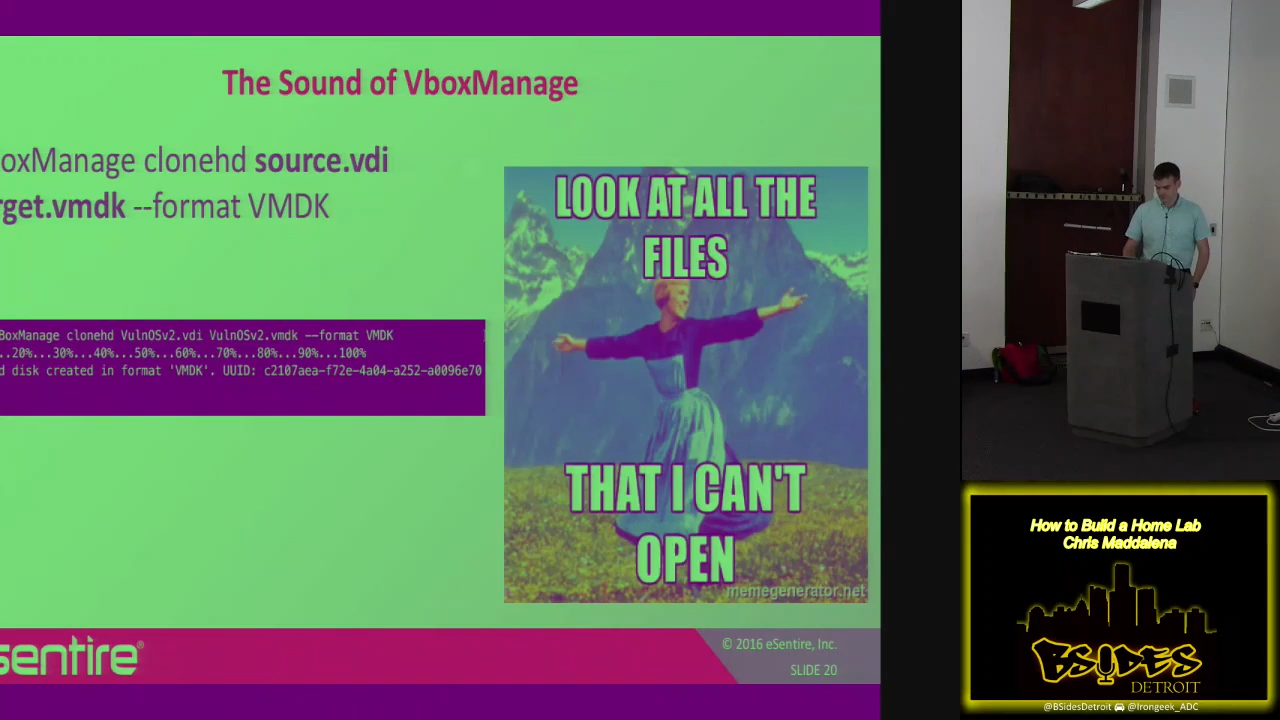 The Sound of VboxManage
oxManage clonehd source.vdi
rget.vmdk --format VMDK
LOOK AT ALL THE
FILES
THAT I CAN'T
OPEN
memegenerator.net
BoxManage clonehd VulnOSv2.vdi VulnOSv2.vmdk --format VMDK
..20%...30%...40%...50%...60%...70%...80%...90%...100%
d disk created in format 'VMDK'. UUID: c2107aea-f72e-4a04-a252-a0096e70
sentire®
© 2016 eSentire, Inc.
SLIDE 20
How to Build a Home Lab
Chris Maddalena
BSIDES
DETROIT
@BSidesDetroit @Irongeek_ADC